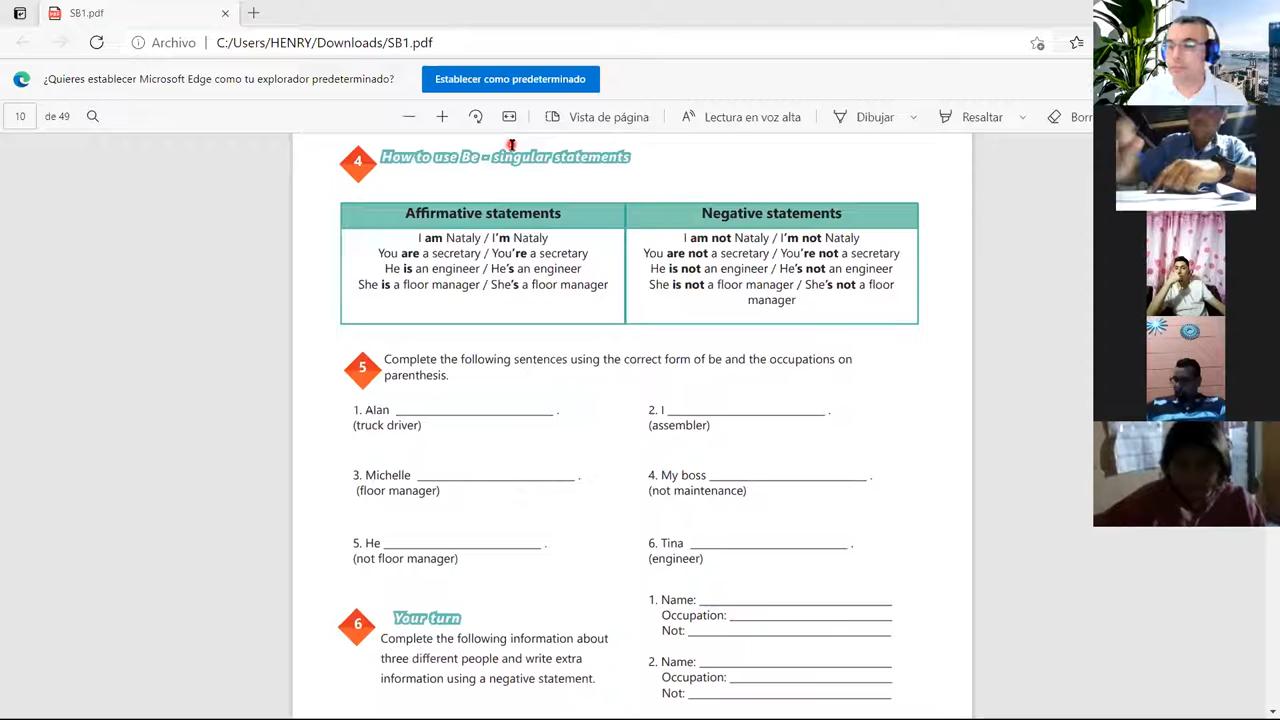 SB1.pdf
Archivo C:/Users/HENRY/Downloads/SB1.pdf
¿Quieres establecer Microsoft Edge como tu explorador predeterminado? Establecer como predeterminado
10 de 49 Vista de página Lectura en voz alta Dibujar Resaltar Borr
4 How to use Be - singular statements
Affirmative statements
I am Nataly / I'm Nataly
You are a secretary / You're a secretary
He is an engineer / He's an engineer
She is a floor manager / She's a floor manager
Negative statements
I am not Nataly / I'm not Nataly
You are not a secretary / You're not a secretary
He is not an engineer / He's not an engineer
She is not a floor manager / She's not a floor
manager
5 Complete the following sentences using the correct form of be and the occupations on
parenthesis.
1. Alan ______________________ .
(truck driver)
2. I ______________________ .
(assembler)
3. Michelle ______________________ .
(floor manager)
4. My boss ______________________ .
(not maintenance)
5. He ______________________ .
(not floor manager)
6. Tina ______________________ .
(engineer)
6 Your turn
Complete the following information about
three different people and write extra
information using a negative statement.
1. Name: ______________________
Occupation: ______________________
Not: ______________________
2. Name: ______________________
Occupation: ______________________
Not: ______________________